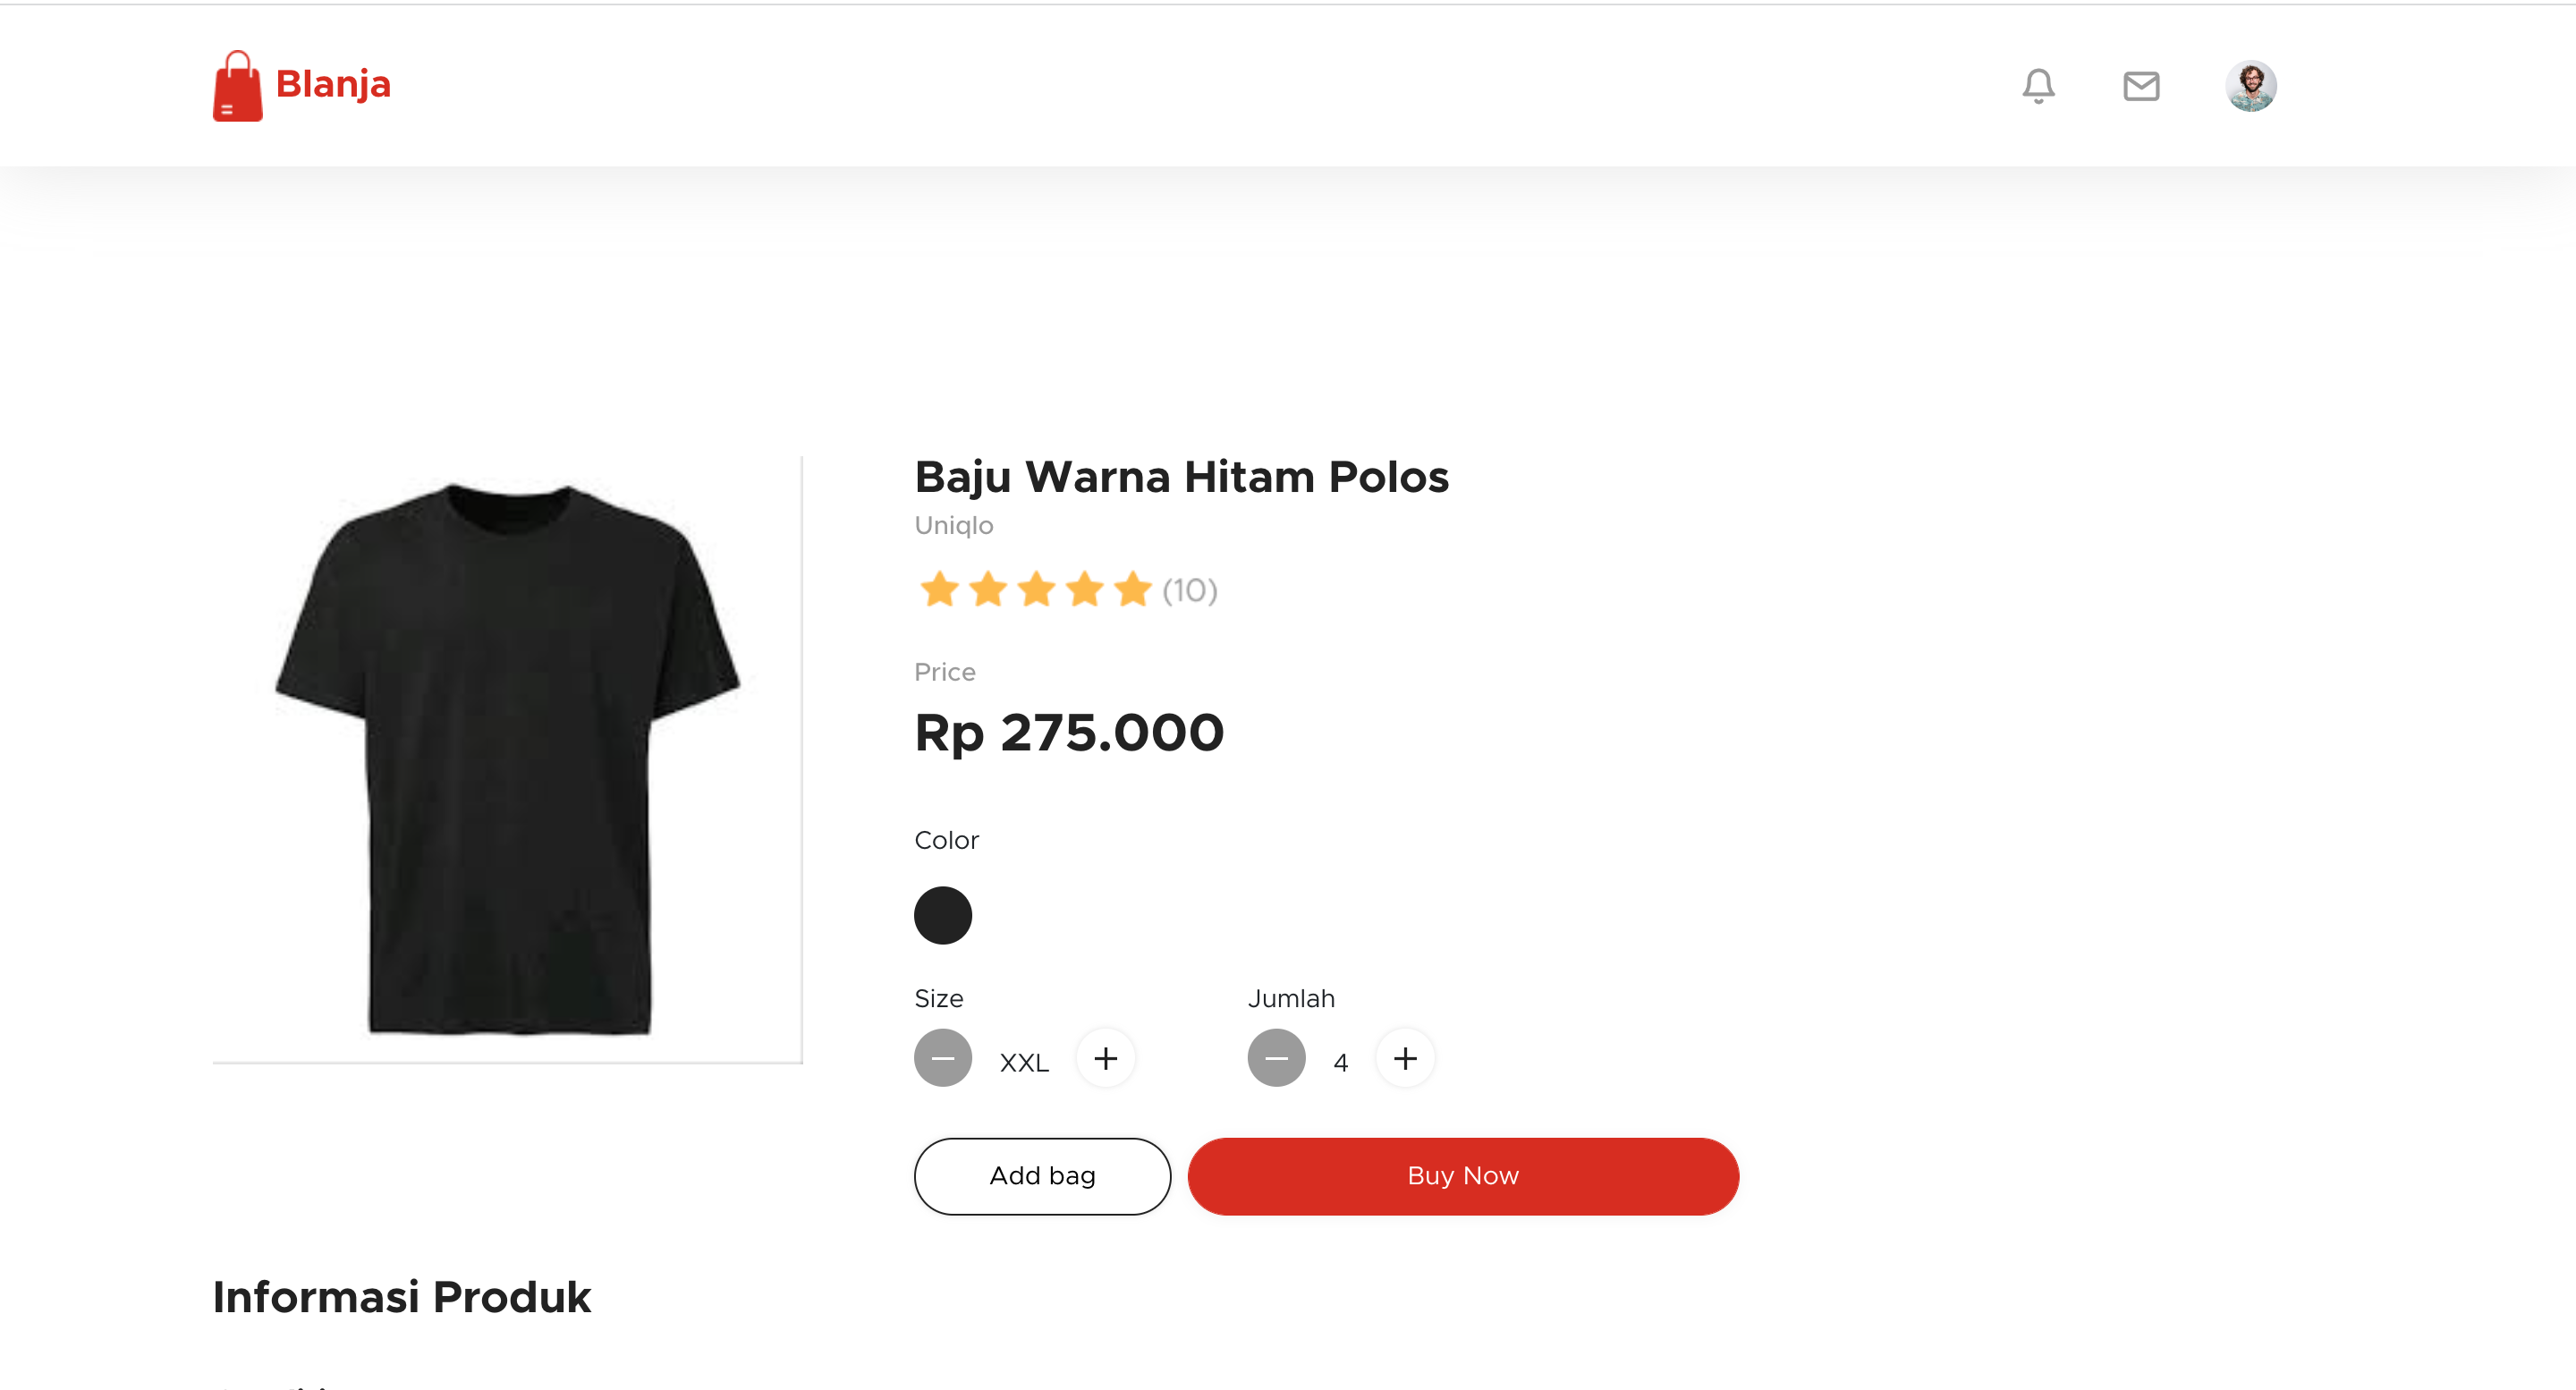 Blanja
Baju Warna Hitam Polos
Uniqlo
(10)
Price
Rp 275.000
Color
Size
Jumlah
XXL
4
Add bag
Buy Now
Informasi Produk